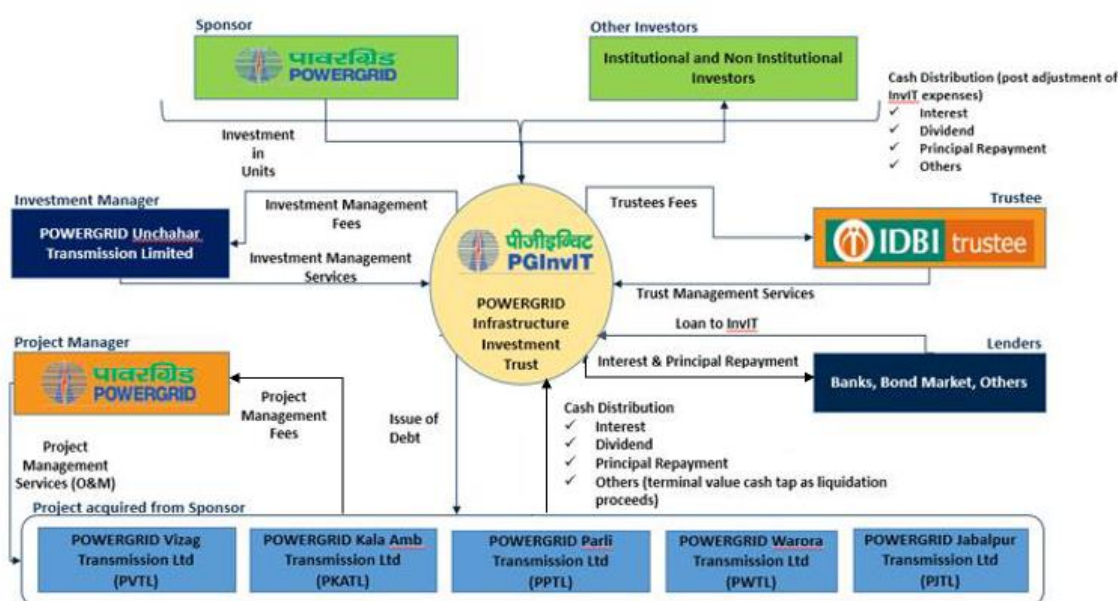 Sponsor
पावरग्रिड
POWERGRID
Other Investors
Institutional and Non Institutional
Investors
Cash Distribution (post adjustment of
InvIT expenses)
✓ Interest
✓ Dividend
✓ Principal Repayment
✓ Others
Investment
in
Units
Investment Manager
POWERGRID Unchahar
Transmission Limited
Investment Management
Fees
Investment Management
Services
पीजीइन्विट
PGInvIT
POWERGRID
Infrastructure
Investment
Trust
Trustees Fees
Trustee
IDBI trustee
Trust Management Services
Loan to InvIT
Interest & Principal Repayment
Lenders
Banks, Bond Market, Others
Project Manager
पावरग्रिड
POWERGRID
Project
Management
Fees
Project
Management
Services (O&M)
Issue of
Debt
Cash Distribution
✓ Interest
✓ Dividend
✓ Principal Repayment
✓ Others (terminal value cash tap as liquidation
proceeds)
Project acquired from Sponsor
POWERGRID Vizag
Transmission Ltd
(PVTL)
POWERGRID Kala Amb
Transmission Ltd
(PKATL)
POWERGRID Parli
Transmission Ltd
(PPTL)
POWERGRID Warora
Transmission Ltd
(PWTL)
POWERGRID Jabalpur
Transmission Ltd
(PJTL)